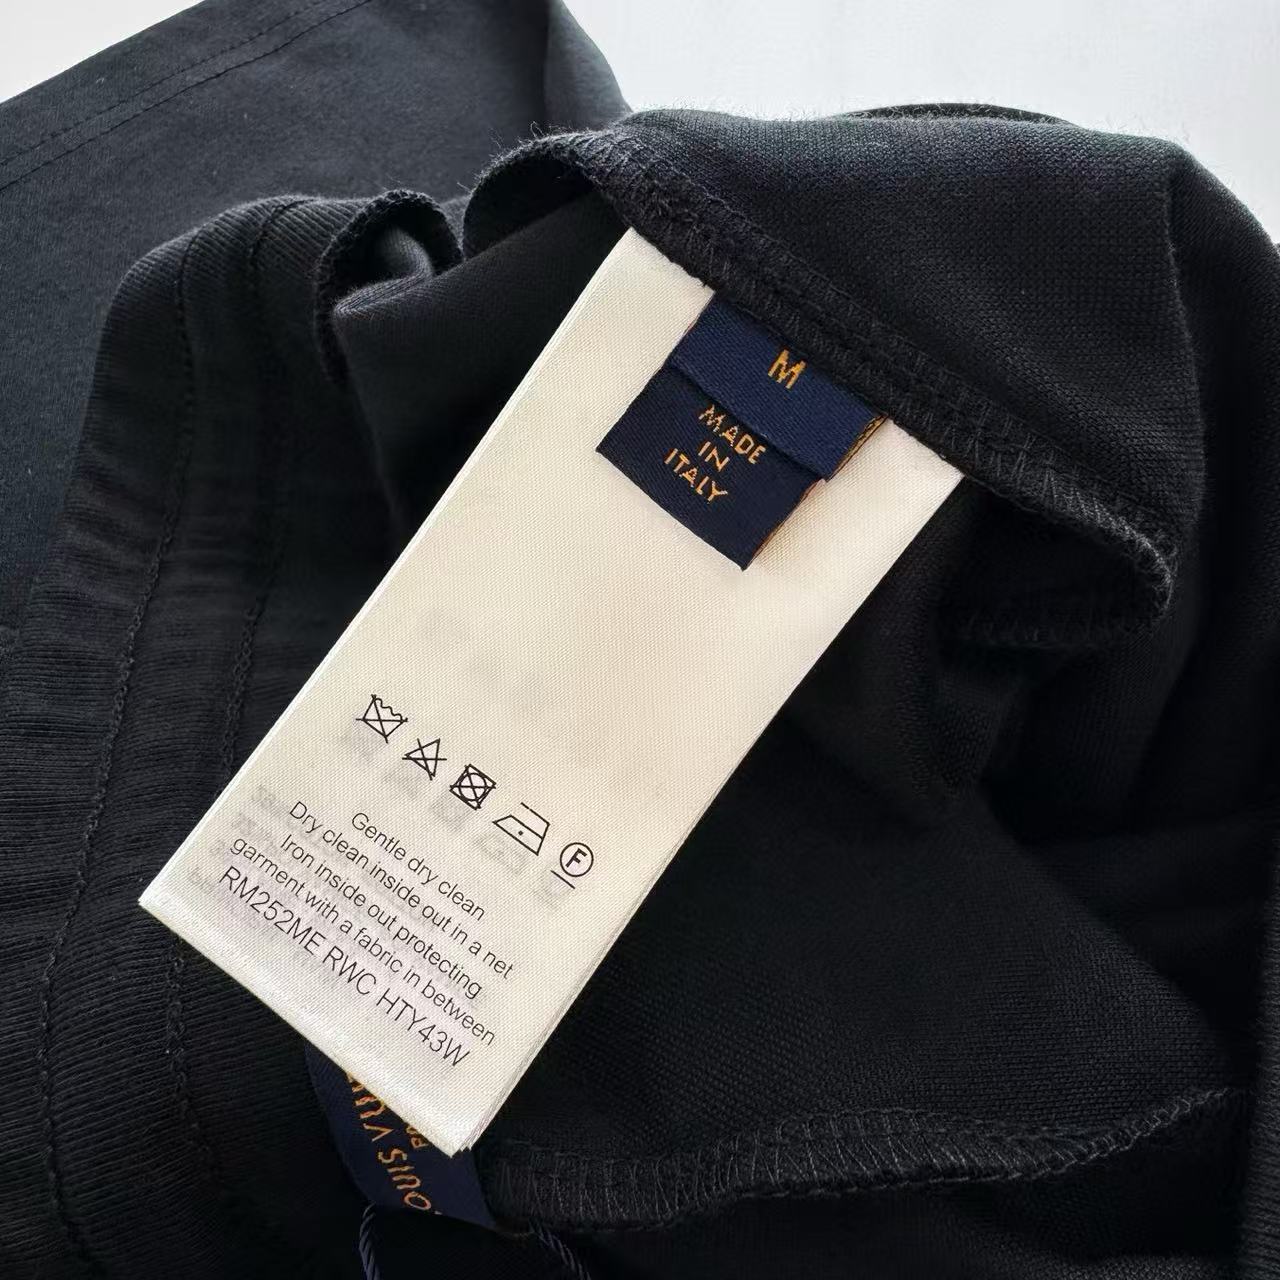 M
MADE
IN
ITALY
F
Gentle dry clean
Dry clean inside out in a net
Iron inside out protecting
garment with a fabric in between
RM252ME RWC HTY43W